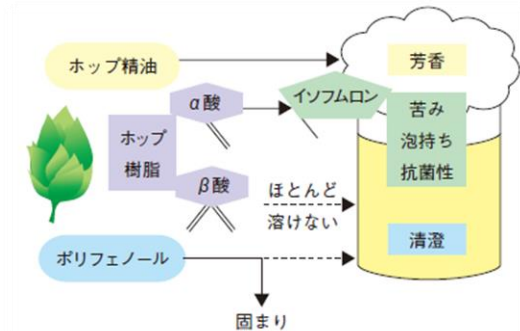 ホップ精油
芳香
α酸
イソフムロン
ホップ
樹脂
苦み
泡持ち
抗菌性
β酸
ほとんど
溶けない
清澄
ポリフェノール
固まり